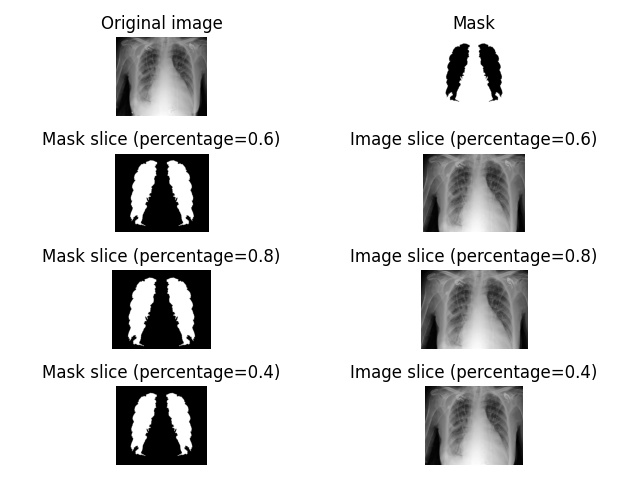 Original image
Mask
Mask slice (percentage=0.6)
Image slice (percentage=0.6)
Mask slice (percentage=0.8)
Image slice (percentage=0.8)
Mask slice (percentage=0.4)
Image slice (percentage=0.4)